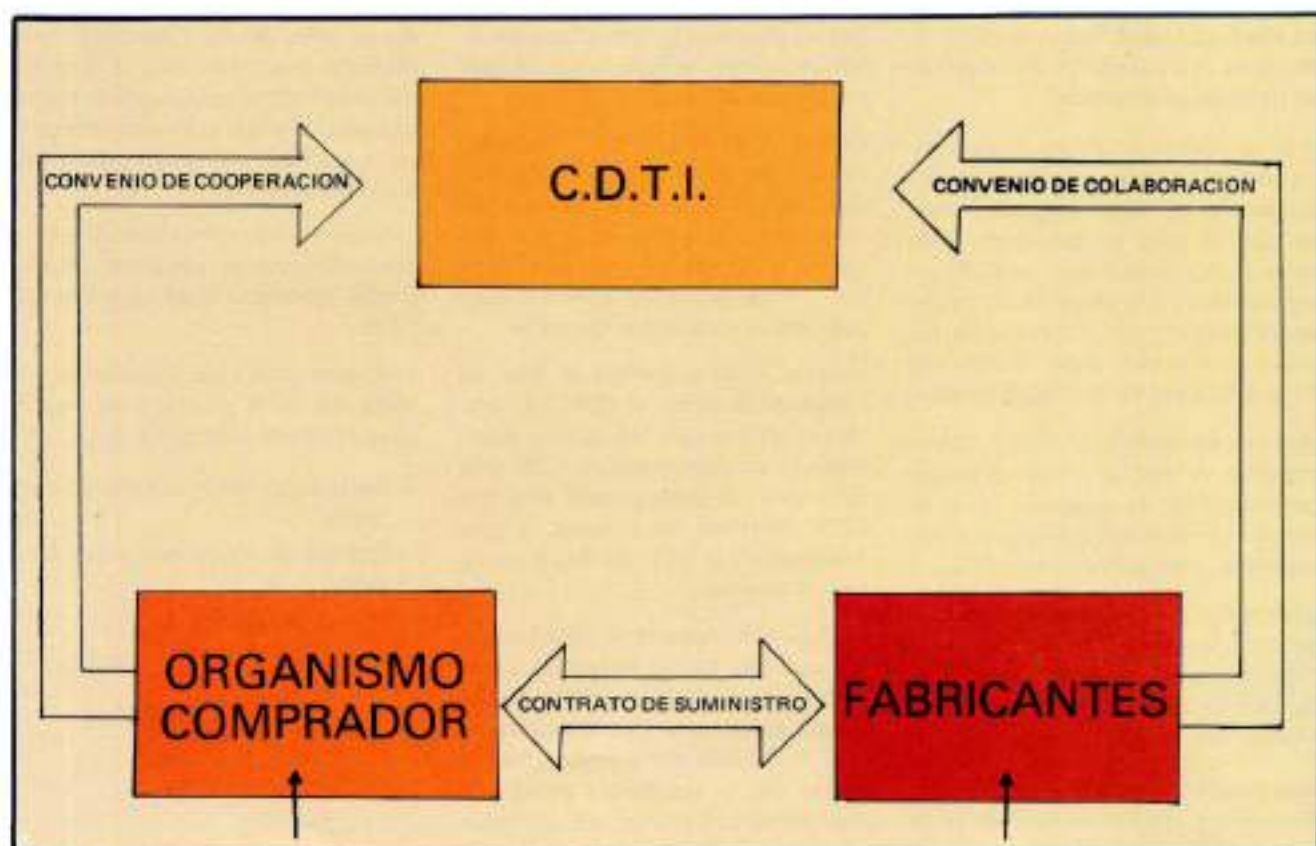 C.D.T.I.
CONVENIO DE COOPERACION
CONVENIO DE COLABORACION
ORGANISMO
COMPRADOR
CONTRATO DE SUMINISTRO
FABRICANTES